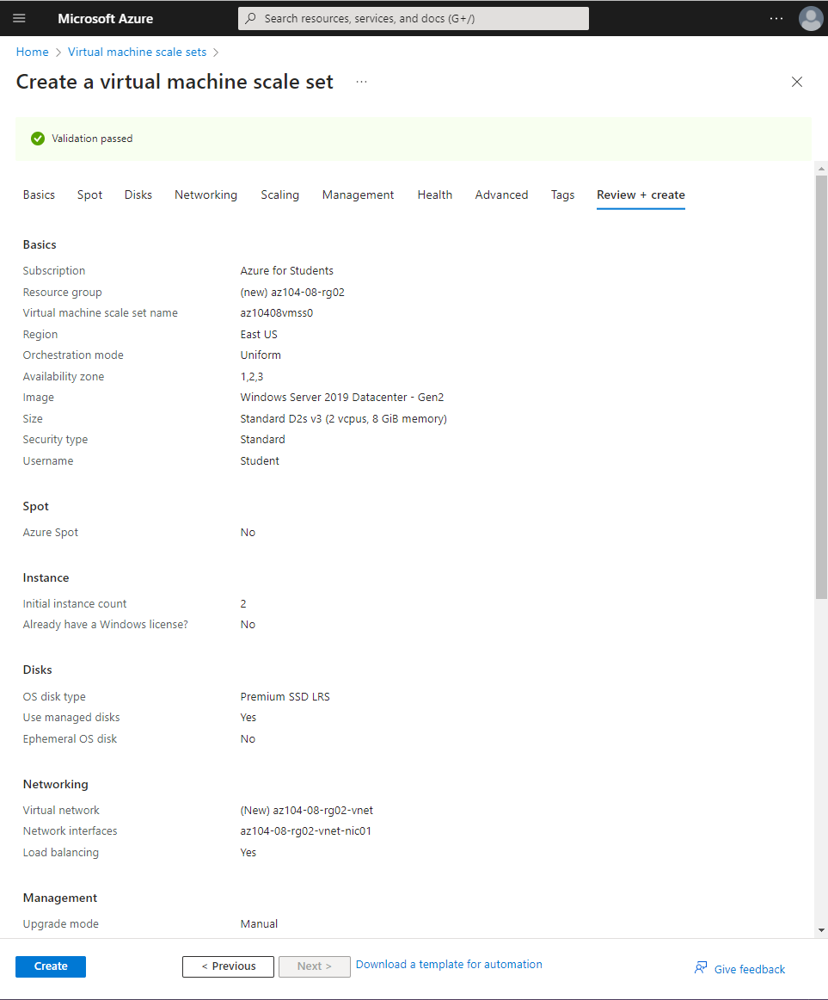 Microsoft Azure
Search resources, services, and docs (G+/)
Home > Virtual machine scale sets >
Create a virtual machine scale set ...
Validation passed
Basics Spot Disks Networking Scaling Management Health Advanced Tags Review + create
Basics
Subscription Azure for Students
Resource group (new) az104-08-rg02
Virtual machine scale set name az10408vmss0
Region East US
Orchestration mode Uniform
Availability zone 1,2,3
Image Windows Server 2019 Datacenter - Gen2
Size Standard D2s v3 (2 vcpus, 8 GiB memory)
Security type Standard
Username Student
Spot
Azure Spot No
Instance
Initial instance count 2
Already have a Windows license? No
Disks
OS disk type Premium SSD LRS
Use managed disks Yes
Ephemeral OS disk No
Networking
Virtual network (New) az104-08-rg02-vnet
Network interfaces az104-08-rg02-vnet-nic01
Load balancing Yes
Management
Upgrade mode Manual
Create < Previous Next > Download a template for automation Give feedback